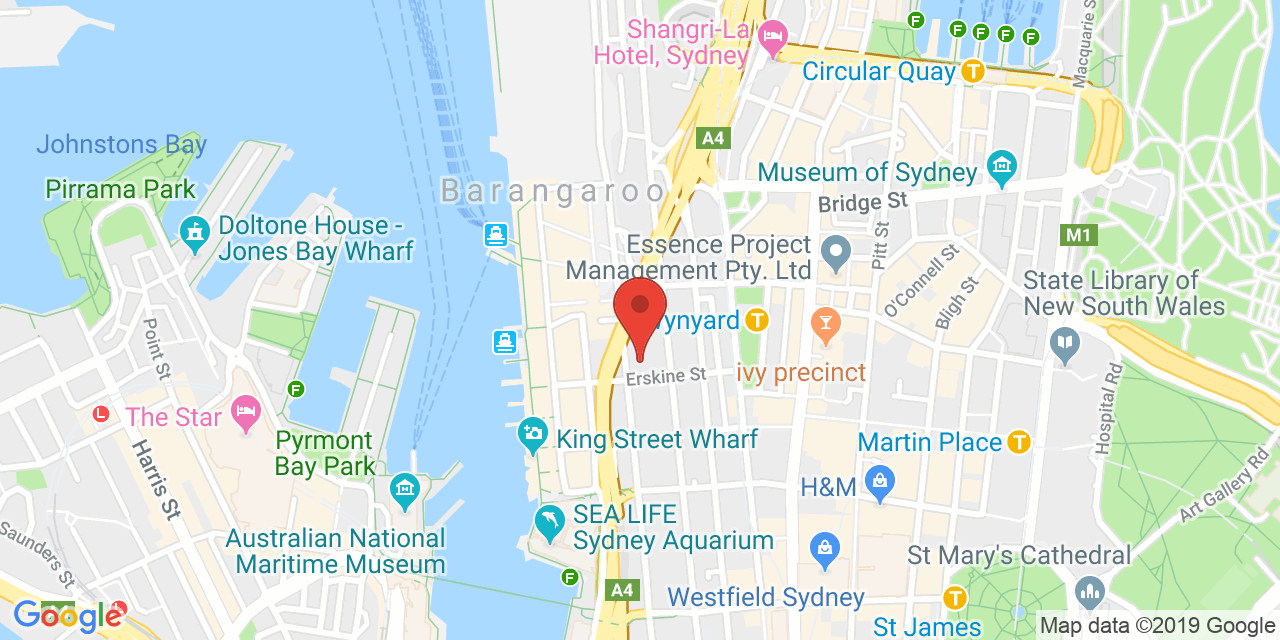 Shangri-La
Hotel, Sydney
Circular Quay
T
Macquarie S
F
F
F
F
F
A4
Johnstons Bay
Pirrama Park
Barangaroo
Museum of Sydney
Bridge St
Doltone House -
Jones Bay Wharf
Essence Project
Management Pty. Ltd
Pitt St
M1
O'Connell St
Bligh St
State Library of
New South Wales
Point St
ynyard
T
ivy precinct
Erskine St
F
L
The Star
Pyrmont
Bay Park
Harris St
King Street Wharf
Martin Place
T
Hospital Rd
H&M
Art Gallery Rd
SEA LIFE
Sydney Aquarium
Australian National
Maritime Museum
Saunders St
St Mary's Cathedral
F
A4
Westfield Sydney
T
St James
Google
Map data ©2019 Google